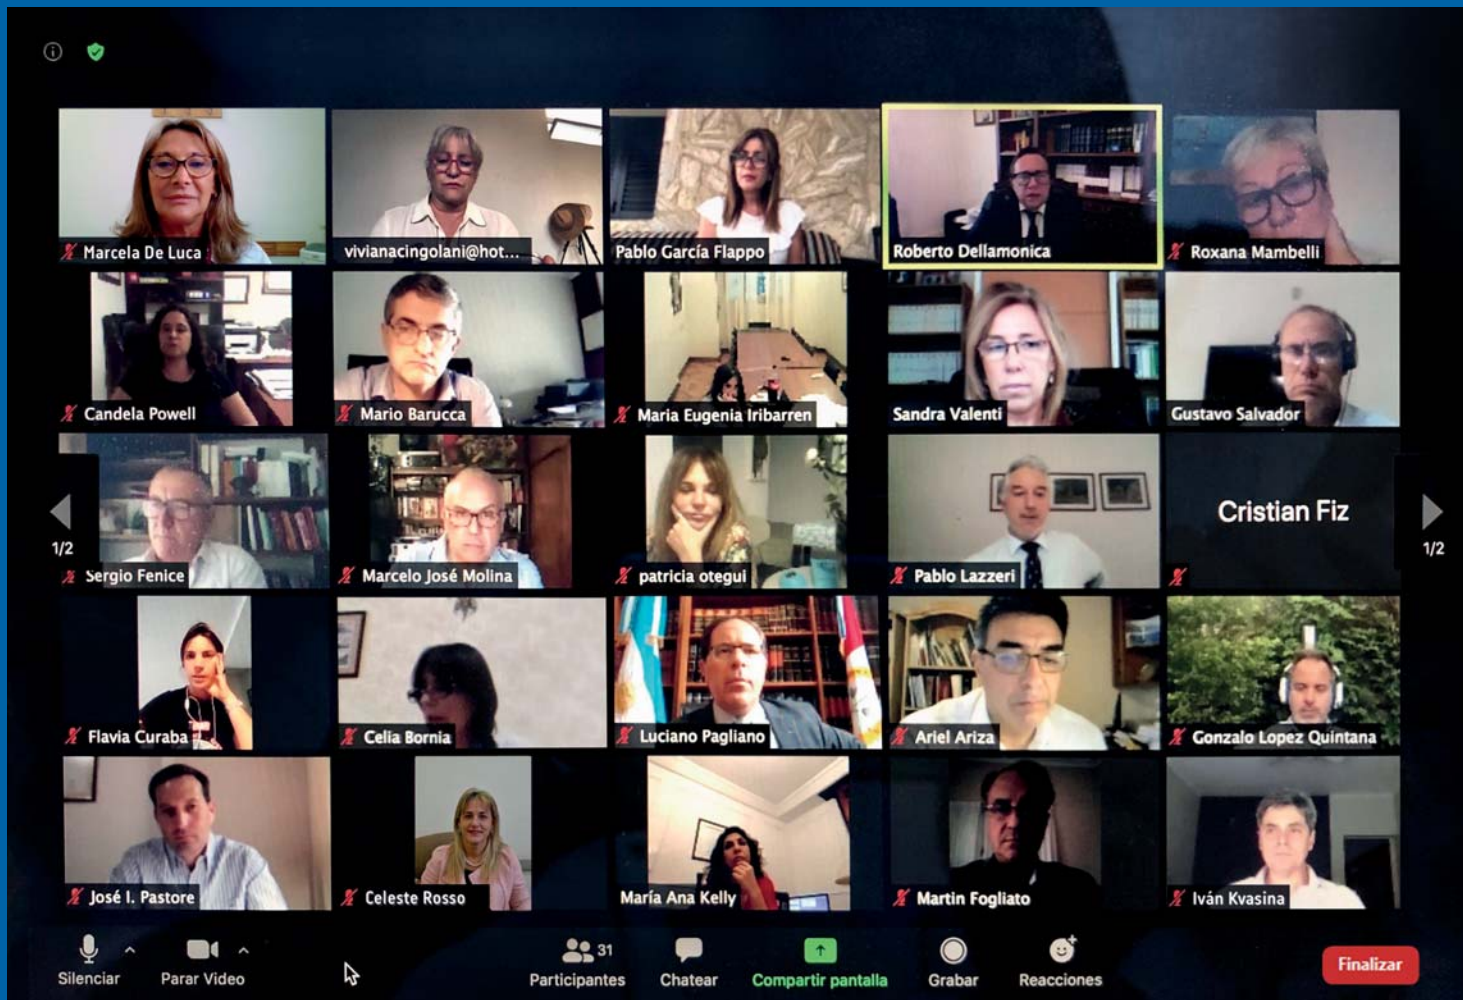 Marcela De Luca
vivianacingolani@hot...
Pablo García Flappo
Roberto Dellamonica
Roxana Mambelli
Candela Powell
Mario Barucca
Maria Eugenia Iribarren
Sandra Valenti
Gustavo Salvador
1/2
Sergio Fenice
Marcelo José Molina
patricia otegui
Pablo Lazzeri
Cristian Fiz
1/2
Flavia Curaba
Celia Bornia
Luciano Pagliano
Ariel Ariza
Gonzalo Lopez Quintana
José I. Pastore
Celeste Rosso
María Ana Kelly
Martin Fogliato
Iván Kvasina
Silenciar
Parar Video
31
Participantes
Chatear
Compartir pantalla
Grabar
Reacciones
Finalizar